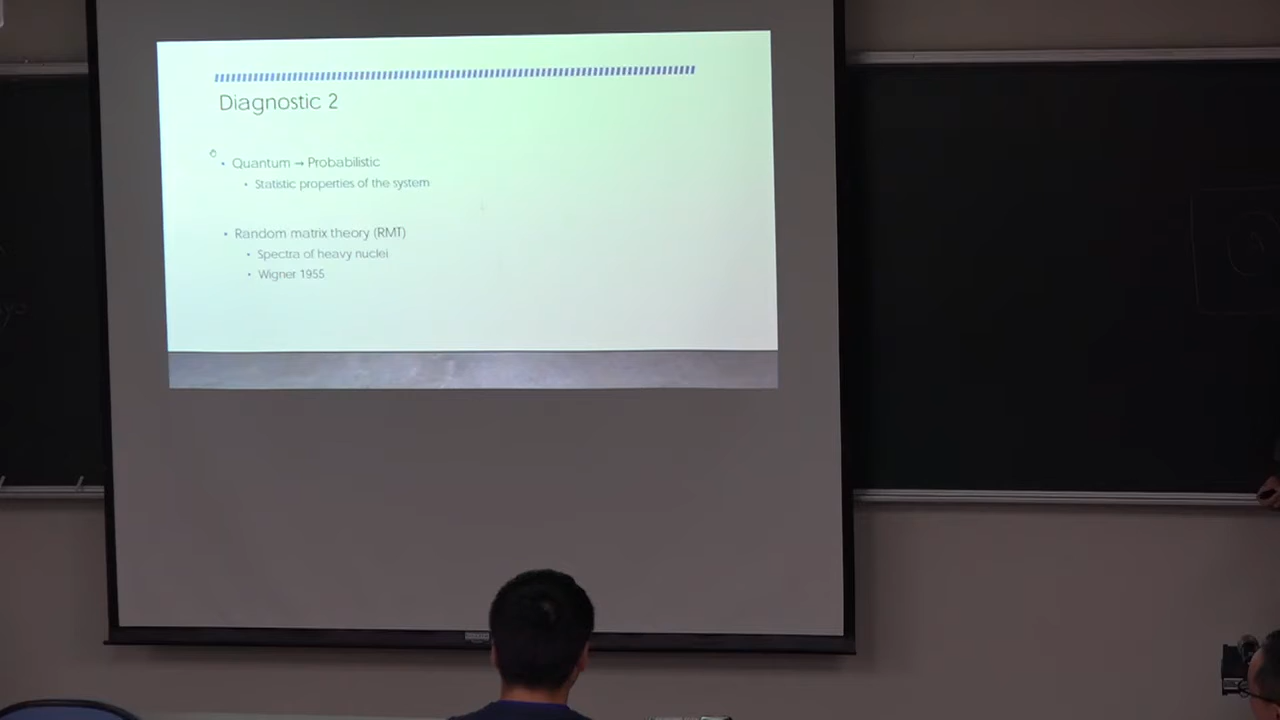 Diagnostic 2
• Quantum → Probabilistic
• Statistic properties of the system
• Random matrix theory (RMT)
• Spectra of heavy nuclei
• Wigner 1955